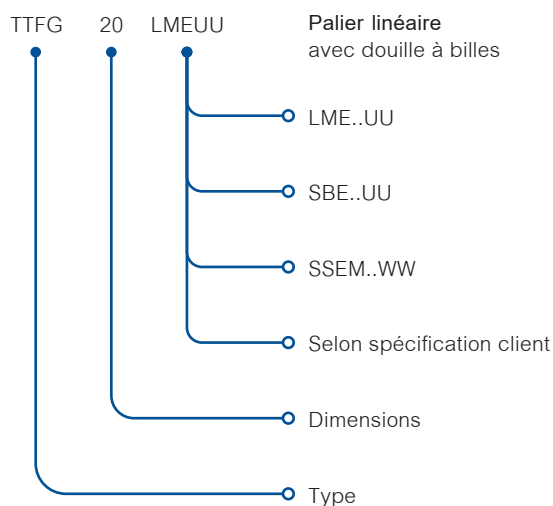 TTFG 20 LMEUU
Palier linéaire
avec douille à billes
LME..UU
SBE..UU
SSEM..WW
Selon spécification client
Dimensions
Type